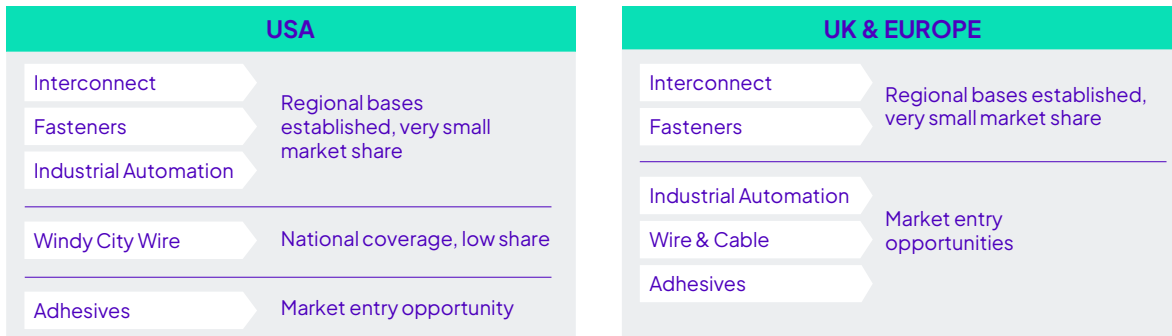 USA
Interconnect
Fasteners
Industrial Automation
Regional bases
established, very small
market share
Windy City Wire
National coverage, low share
Adhesives
Market entry opportunity
UK & EUROPE
Interconnect
Fasteners
Regional bases established,
very small market share
Industrial Automation
Wire & Cable
Adhesives
Market entry
opportunities